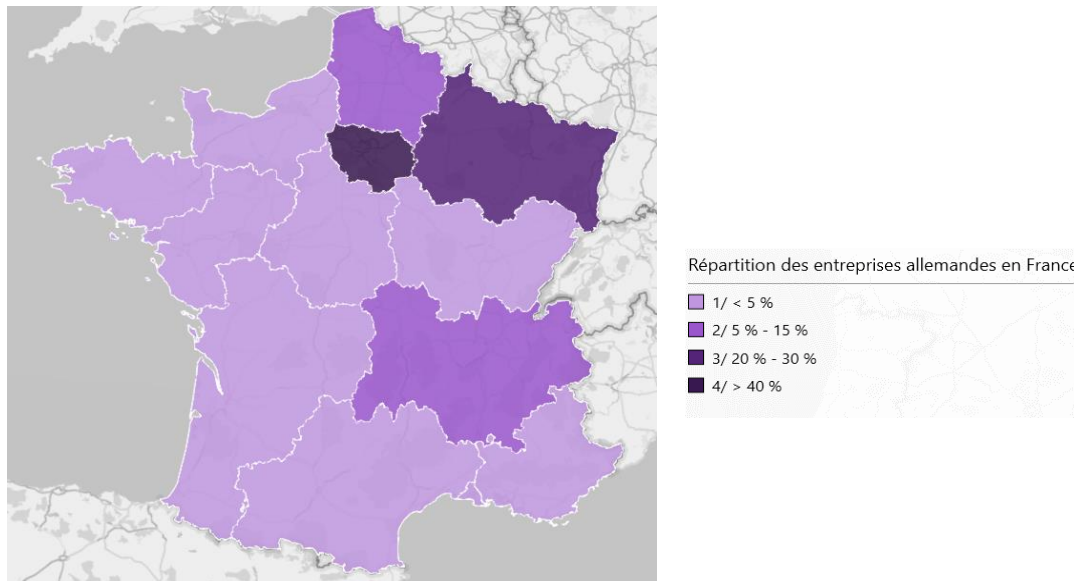 Répartition des entreprises allemandes en France
1/ < 5 %
2/ 5 % - 15 %
3/ 20 % - 30 %
4/ > 40 %